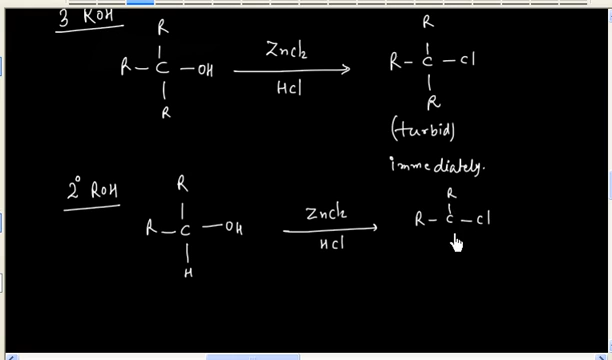 3 ROH
R
R – C – OH
R
ZnCl2
HCl
R
R – C – Cl
R
(turbid)
immediately.
2° ROH
R
R – C – OH
H
ZnCl2
HCl
R
R – C – Cl